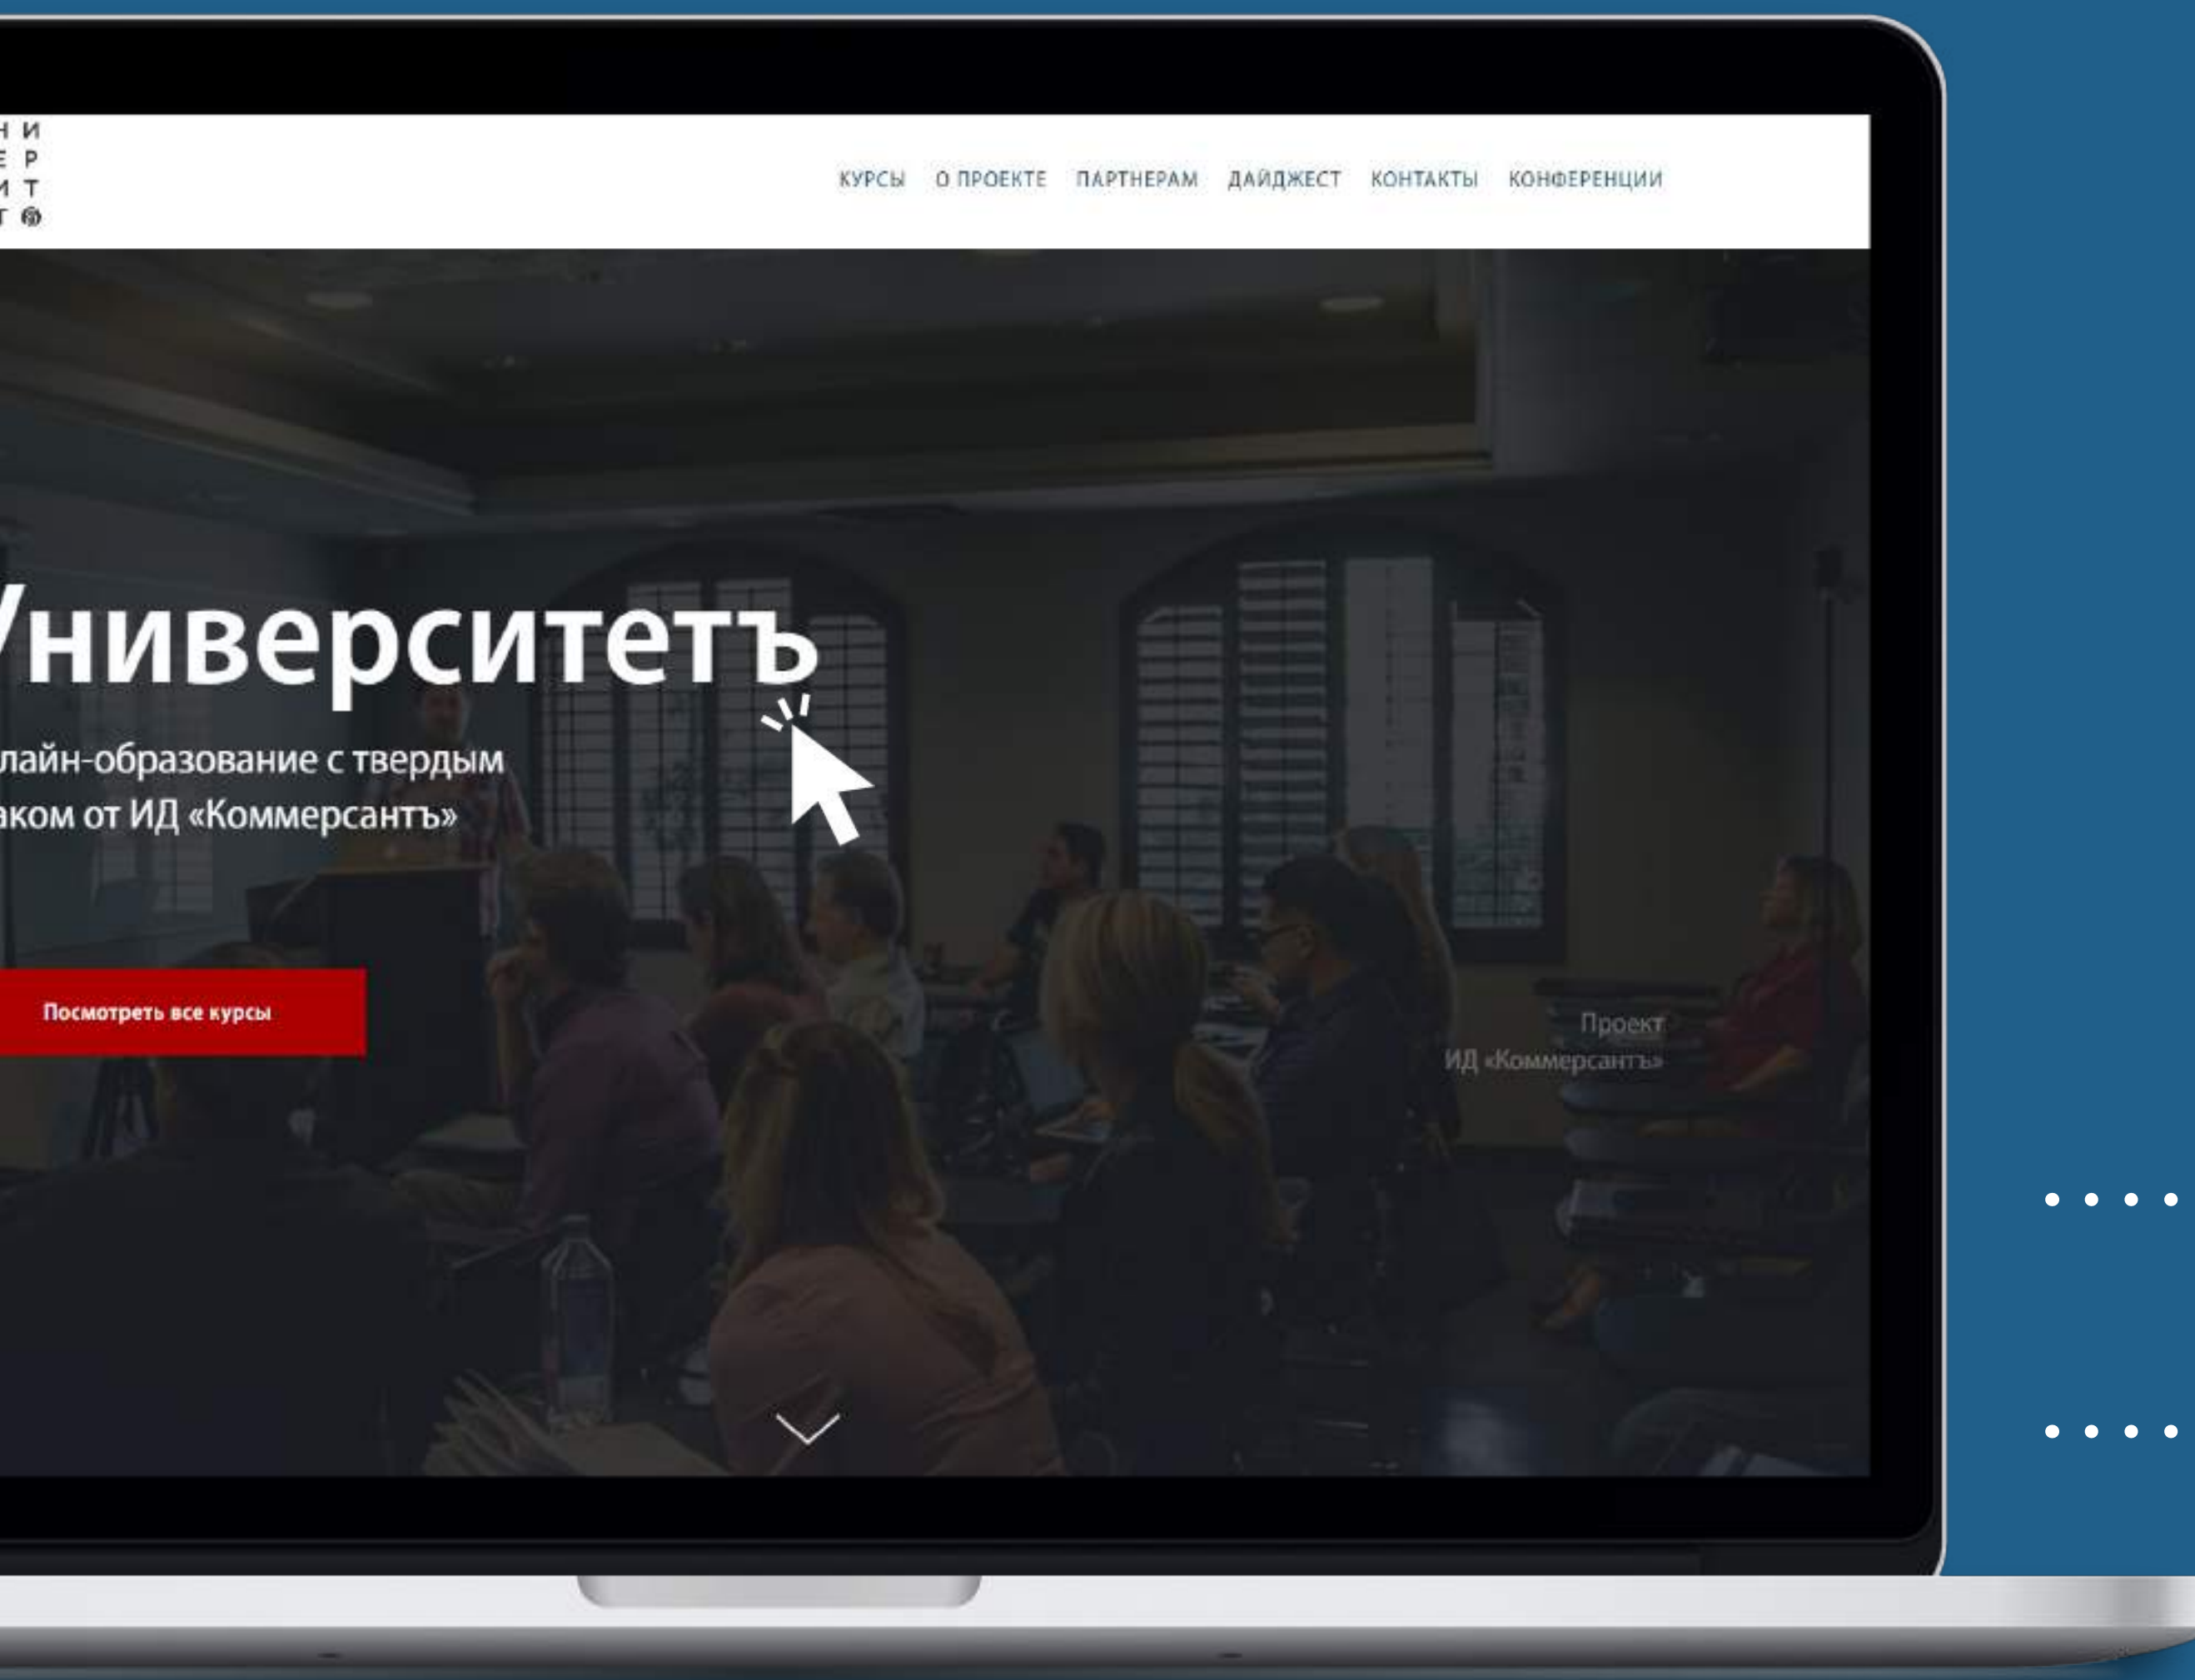 Н И
Е Р
И Т
Т Ъ
КУРСЫ О ПРОЕКТЕ ПАРТНЕРАМ ДАЙДЖЕСТ КОНТАКТЫ КОНФЕРЕНЦИИ
Университетъ
лайн-образование с твердым
аком от ИД «Коммерсантъ»
Посмотреть все курсы
Проект
ИД «Коммерсантъ»